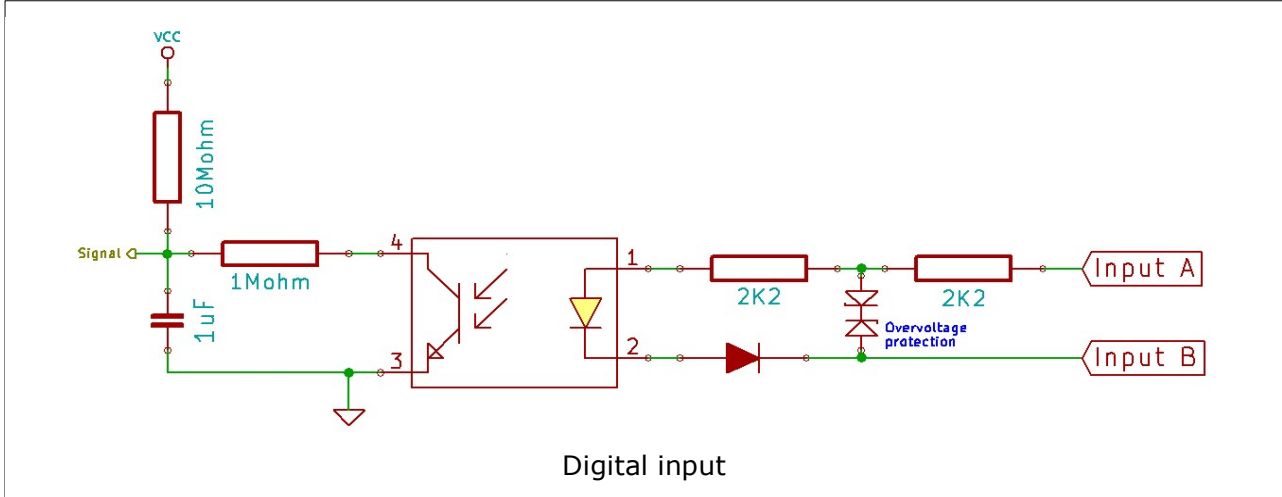 VCC
10Mohm
Signal
1Mohm
1uF
4
3
1
2
2K2
2K2
Overvoltage
protection
Input A
Input B
Digital input